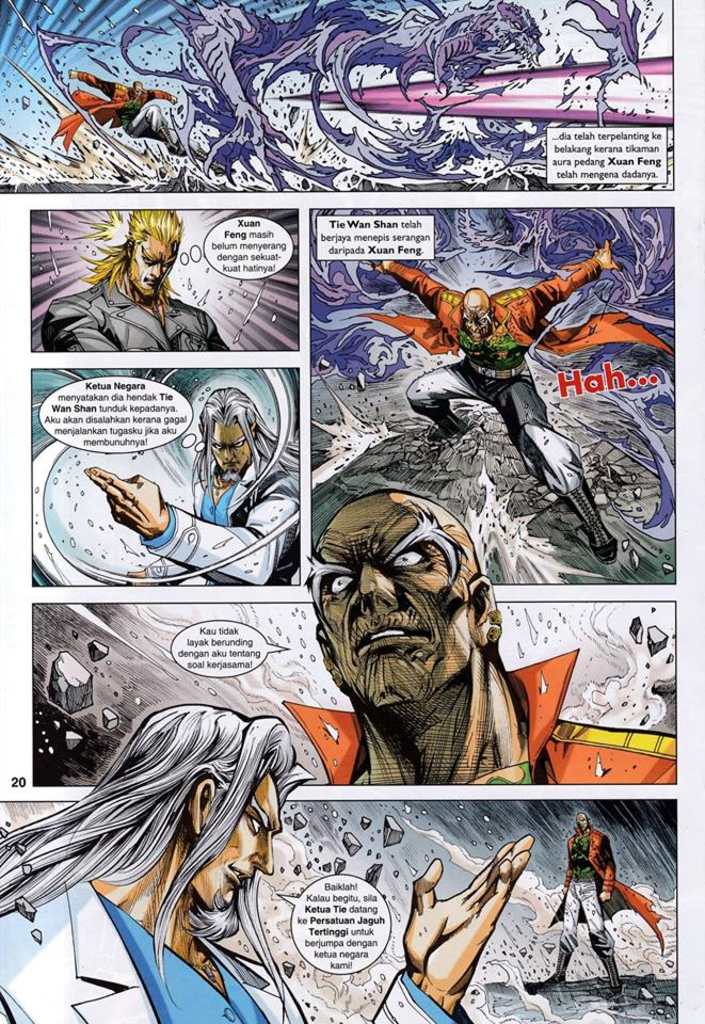 ...dia telah terpelanting ke
belakang kerana tikaman
aura pedang Xuan Feng
telah mengena dadanya.
Xuan
Feng masih
belum menyerang
dengan sekuat-
kuat hatinya!
Tie Wan Shan telah
berjaya menepis serangan
daripada Xuan Feng.
Hah...
Ketua Negara
menyatakan dia hendak Tie
Wan Shan tunduk kepadanya.
Aku akan disalahkan kerana gagal
menjalankan tugasku jika aku
membunuhnya!
Kau tidak
layak berunding
dengan aku tentang
soal kerjasama!
20
Baiklah!
Kalau begitu, sila
Ketua Tie datang
ke Persatuan Jaguh
Tertinggi untuk
berjumpa dengan
ketua negara
kami!